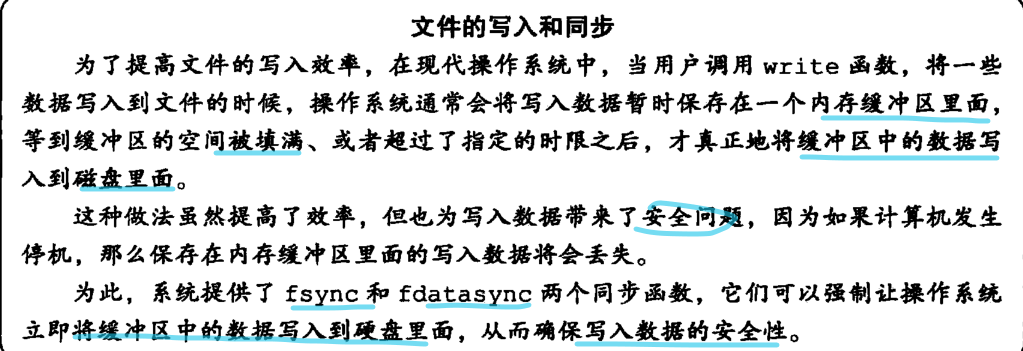 文件的写入和同步
为了提高文件的写入效率，在现代操作系统中，当用户调用 write 函数，将一些
数据写入到文件的时候，操作系统通常会将写入数据暂时保存在一个内存缓冲区里面，
等到缓冲区的空间被填满、或者超过了指定的时限之后，才真正地将缓冲区中的数据写
入到磁盘里面。
这种做法虽然提高了效率，但也为写入数据带来了安全问题，因为如果计算机发生
停机，那么保存在内存缓冲区里面的写入数据将会丢失。
为此，系统提供了 fsync 和 fdatasync 两个同步函数，它们可以强制让操作系统
立即将缓冲区中的数据写入到硬盘里面，从而确保写入数据的安全性。